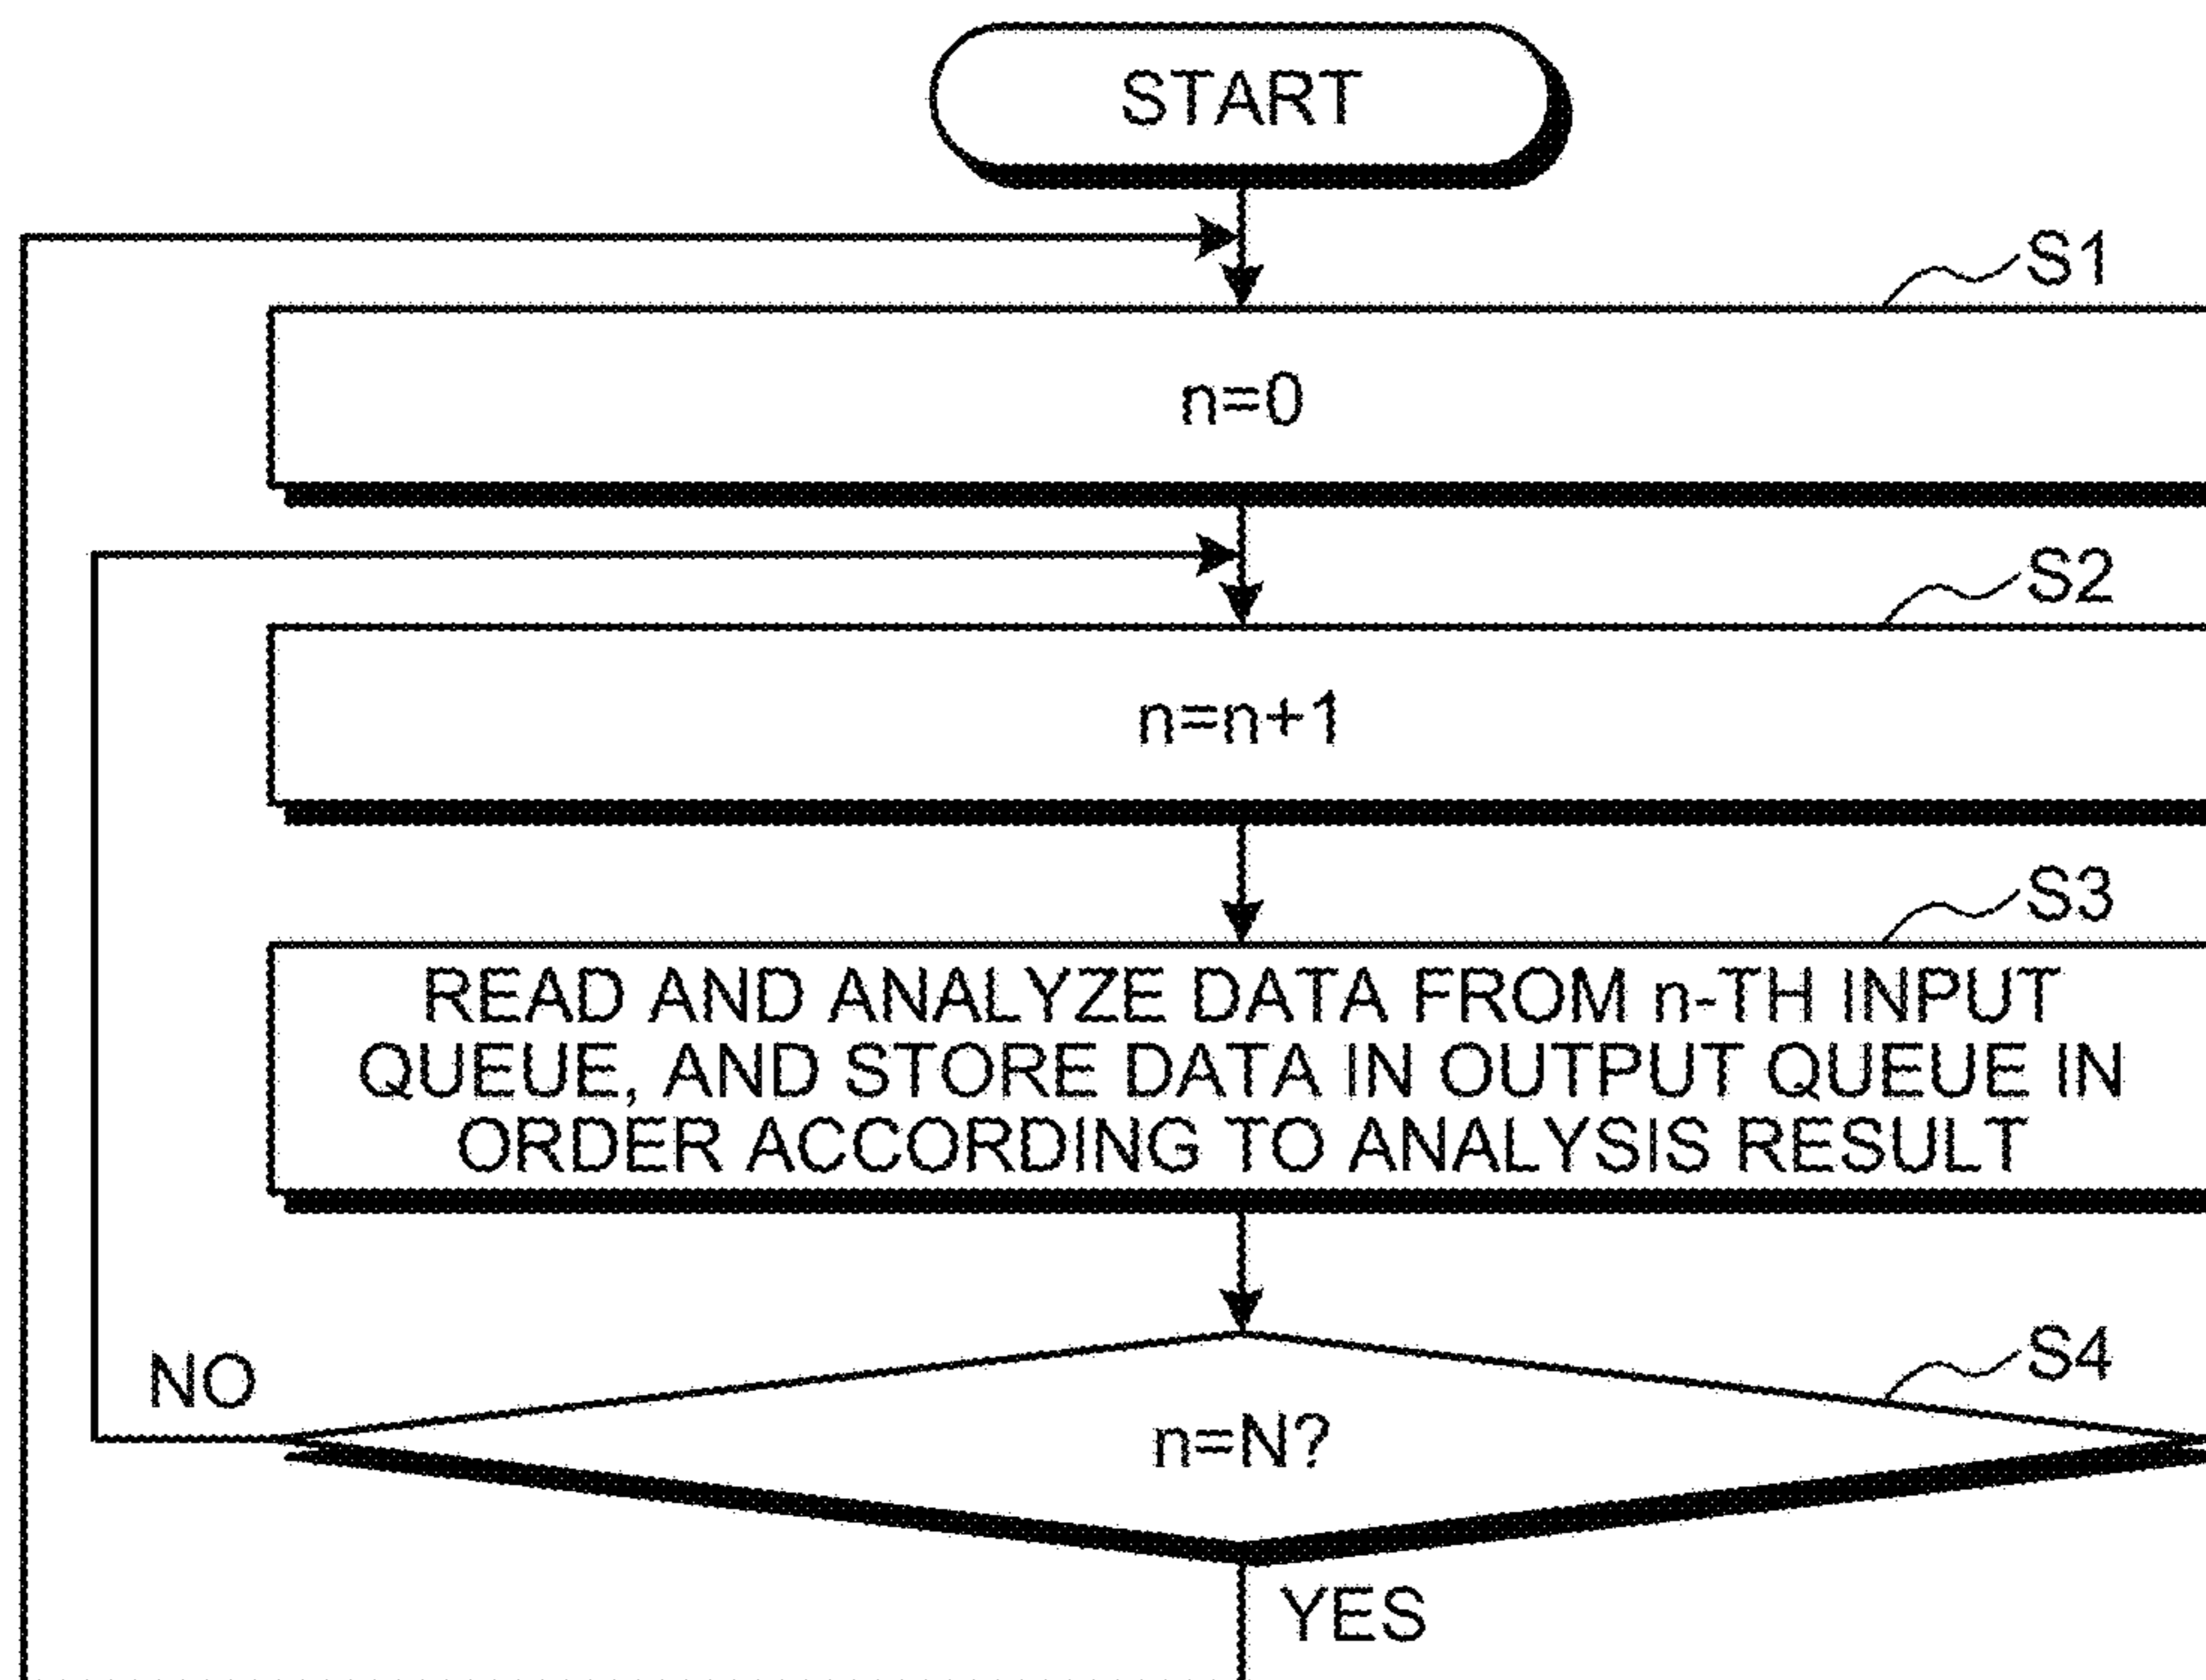 START
S1
n=0
S2
n=n+1
S3
READ AND ANALYZE DATA FROM n-TH INPUT
QUEUE, AND STORE DATA IN OUTPUT QUEUE IN
ORDER ACCORDING TO ANALYSIS RESULT
S4
NO
n=N?
YES